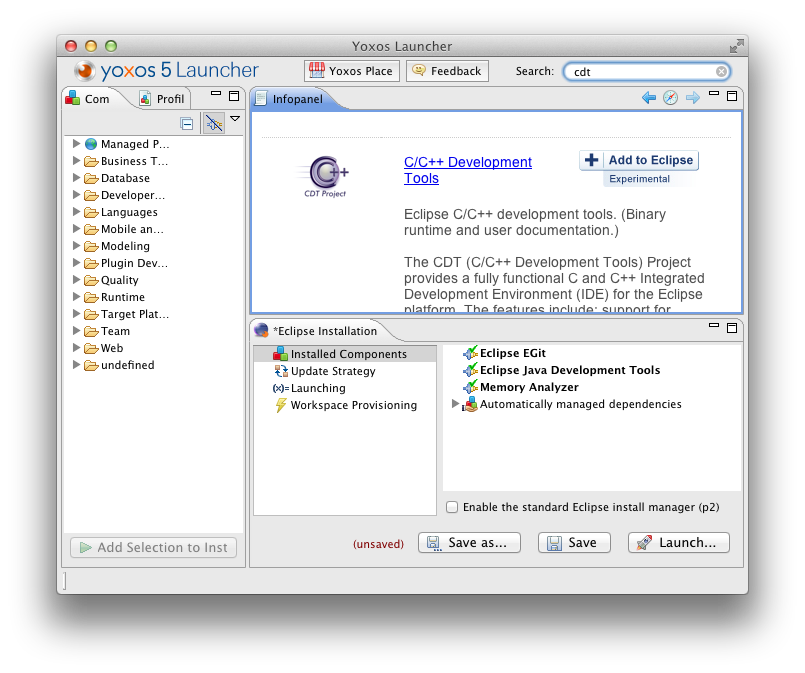 Yoxos Launcher
yoxos 5 Launcher
Yoxos Place
Feedback
Search:
cdt
Com
Profil
Managed P...
Business T...
Database
Developer...
Languages
Mobile an...
Modeling
Plugin Dev...
Quality
Runtime
Target Plat...
Team
Web
undefined
Add Selection to Inst
Infopanel
C++
CDT Project
C/C++ Development
Tools
Add to Eclipse
Experimental
Eclipse C/C++ development tools. (Binary
runtime and user documentation.)
The CDT (C/C++ Development Tools) Project
provides a fully functional C and C++ Integrated
Development Environment (IDE) for the Eclipse
platform. The features include: support for
*Eclipse Installation
Installed Components
Update Strategy
(x)= Launching
Workspace Provisioning
Eclipse EGit
Eclipse Java Development Tools
Memory Analyzer
Automatically managed dependencies
Enable the standard Eclipse install manager (p2)
(unsaved)
Save as...
Save
Launch...